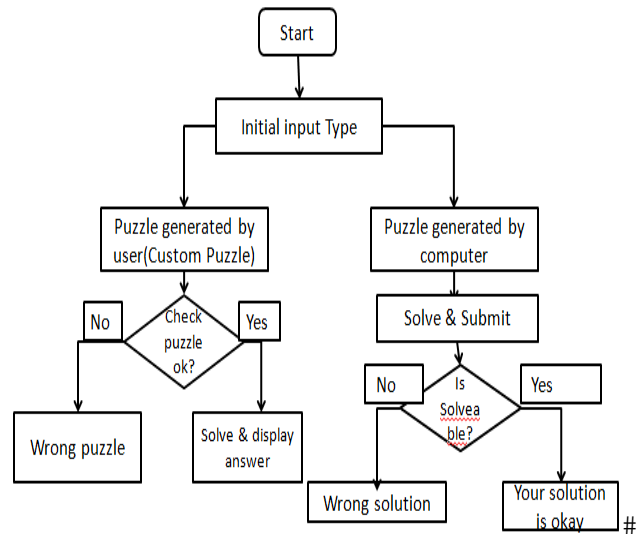 Start
Initial input Type
Puzzle generated by
user(Custom Puzzle)
Puzzle generated by
computer
No
Check
puzzle
ok?
Yes
Solve & Submit
No
Is
Solvea
ble?
Yes
Wrong puzzle
Solve & display
answer
Wrong solution
Your solution
is okay
#